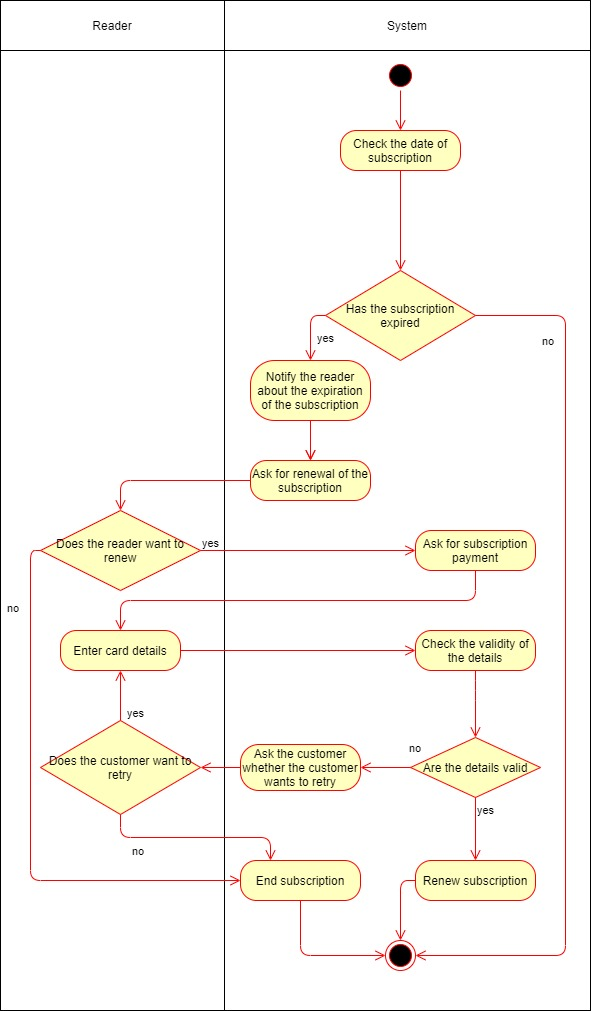 Reader
System
Check the date of
subscription
Has the subscription
expired
yes
no
Notify the reader
about the expiration
of the subscription
Ask for renewal of the
subscription
Does the reader want to
renew
yes
Ask for subscription
payment
no
Enter card details
Check the validity of
the details
yes
Does the customer want to
retry
Ask the customer
whether the customer
wants to retry
no
Are the details valid
yes
no
End subscription
Renew subscription